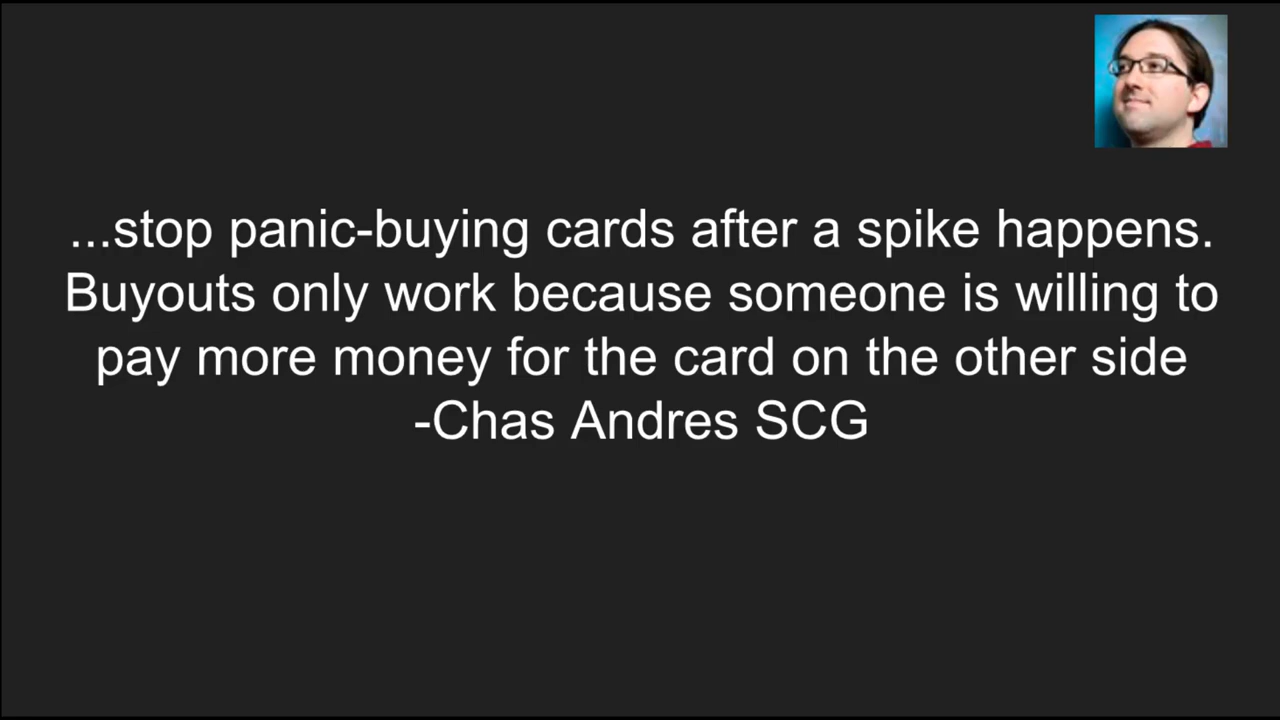 ...stop panic-buying cards after a spike happens.
Buyouts only work because someone is willing to
pay more money for the card on the other side
-Chas Andres SCG